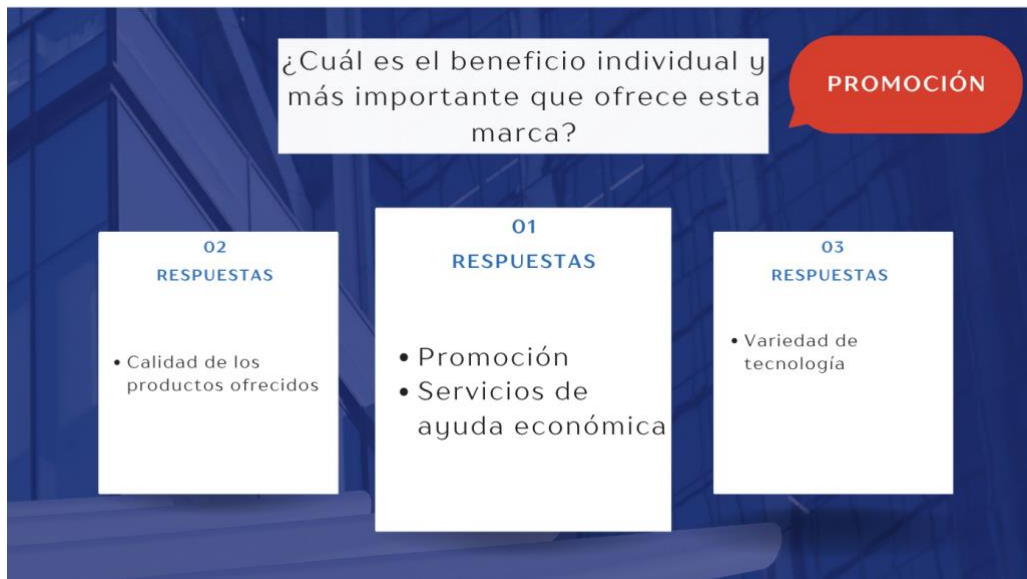 ¿Cuál es el beneficio individual y
más importante que ofrece esta
marca?
PROMOCIÓN
02
RESPUESTAS
• Calidad de los
productos ofrecidos
01
RESPUESTAS
• Promoción
• Servicios de
ayuda económica
03
RESPUESTAS
• Variedad de
tecnología